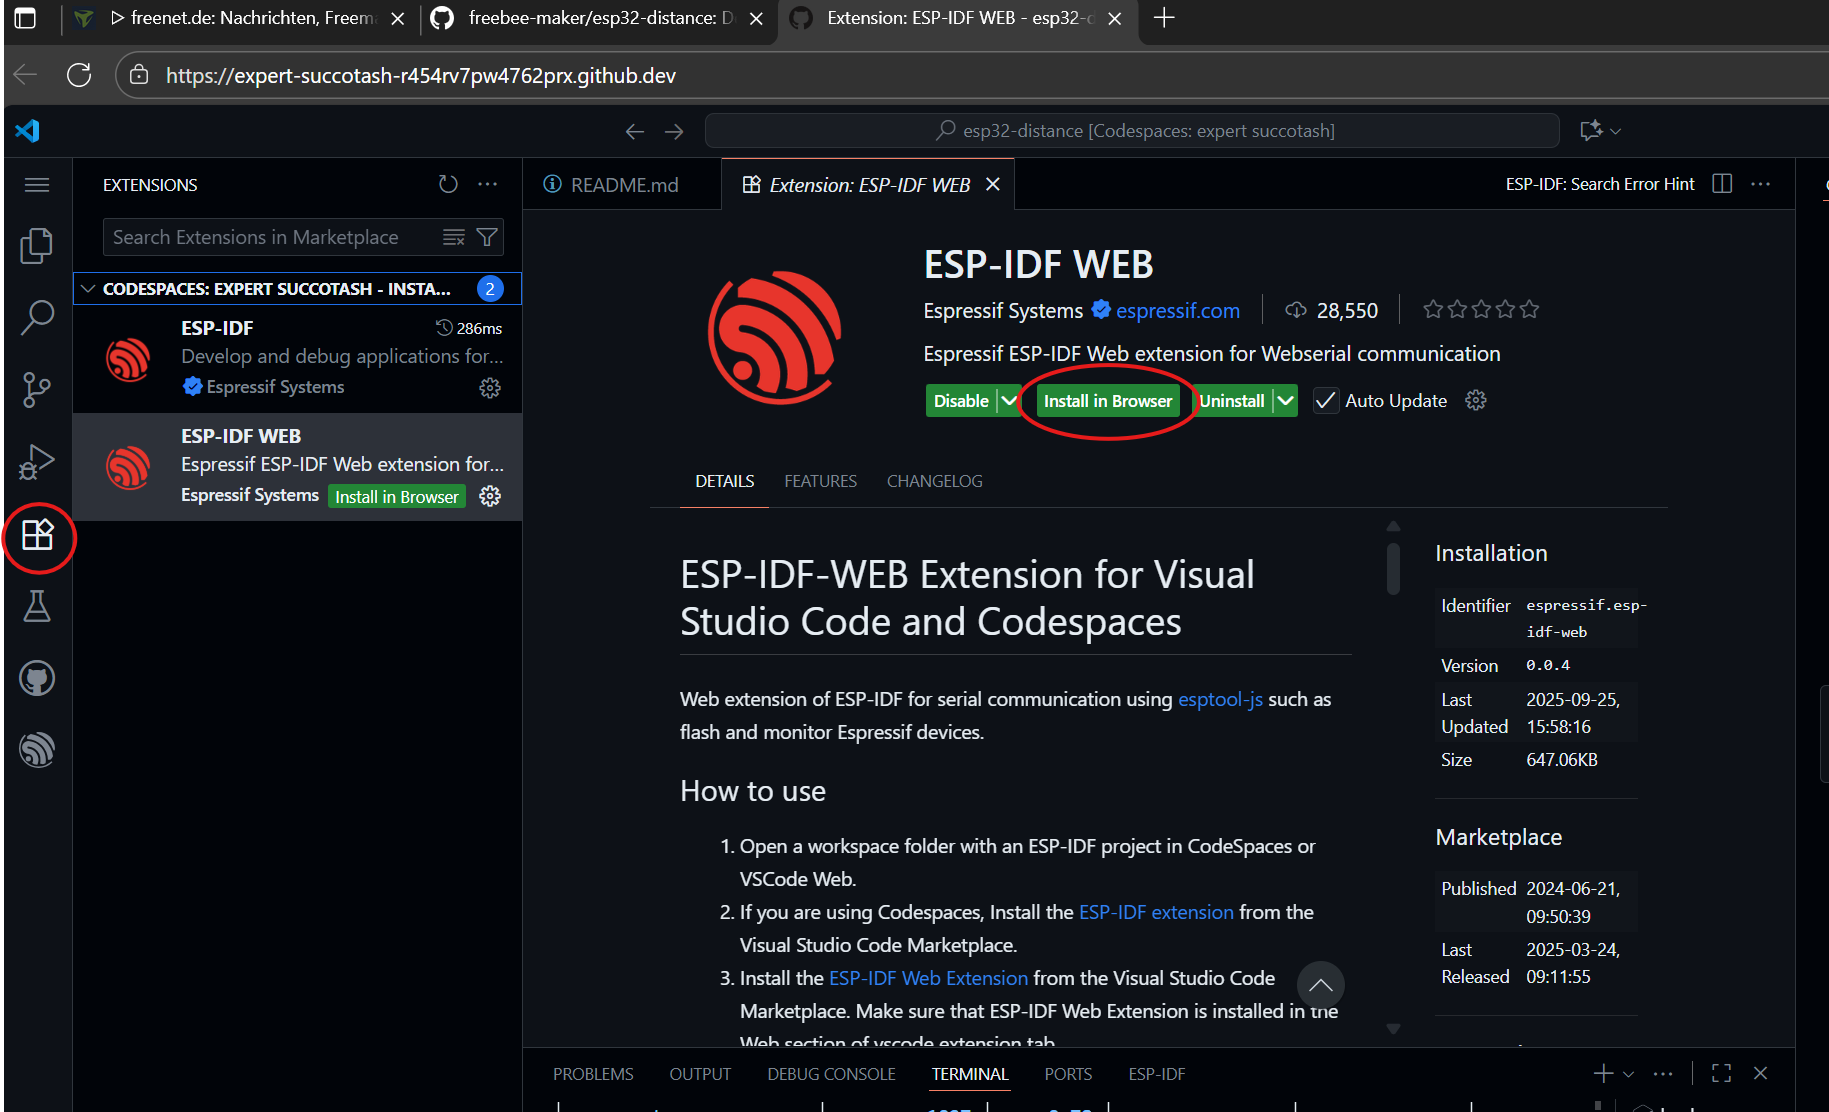 ▷ freenet.de: Nachrichten, Freem
freebee-maker/esp32-distance: D
Extension: ESP-IDF WEB - esp32-d
https://expert-succotash-r454rv7pw4762prx.github.dev
esp32-distance [Codespaces: expert succotash]
EXTENSIONS
Search Extensions in Marketplace
CODESPACES: EXPERT SUCCOTASH - INSTA...
2
ESP-IDF
286ms
Develop and debug applications for...
Espressif Systems
ESP-IDF WEB
Espressif ESP-IDF Web extension for...
Espressif Systems
Install in Browser
README.md
Extension: ESP-IDF WEB
ESP-IDF: Search Error Hint
ESP-IDF WEB
Espressif Systems
espressif.com
28,550
Espressif ESP-IDF Web extension for Webserial communication
Disable
Install in Browser
Uninstall
Auto Update
DETAILS
FEATURES
CHANGELOG
ESP-IDF-WEB Extension for Visual
Studio Code and Codespaces
Web extension of ESP-IDF for serial communication using esptool-js such as
flash and monitor Espressif devices.
How to use
1. Open a workspace folder with an ESP-IDF project in CodeSpaces or
VSCode Web.
2. If you are using Codespaces, Install the ESP-IDF extension from the
Visual Studio Code Marketplace.
3. Install the ESP-IDF Web Extension from the Visual Studio Code
Marketplace. Make sure that ESP-IDF Web Extension is installed in the
Web section of vscode extension tab
Installation
Identifier espressif.esp-
idf-web
Version 0.0.4
Last 2025-09-25,
Updated 15:58:16
Size 647.06KB
Marketplace
Published 2024-06-21,
09:50:39
Last 2025-03-24,
Released 09:11:55
PROBLEMS
OUTPUT
DEBUG CONSOLE
TERMINAL
PORTS
ESP-IDF